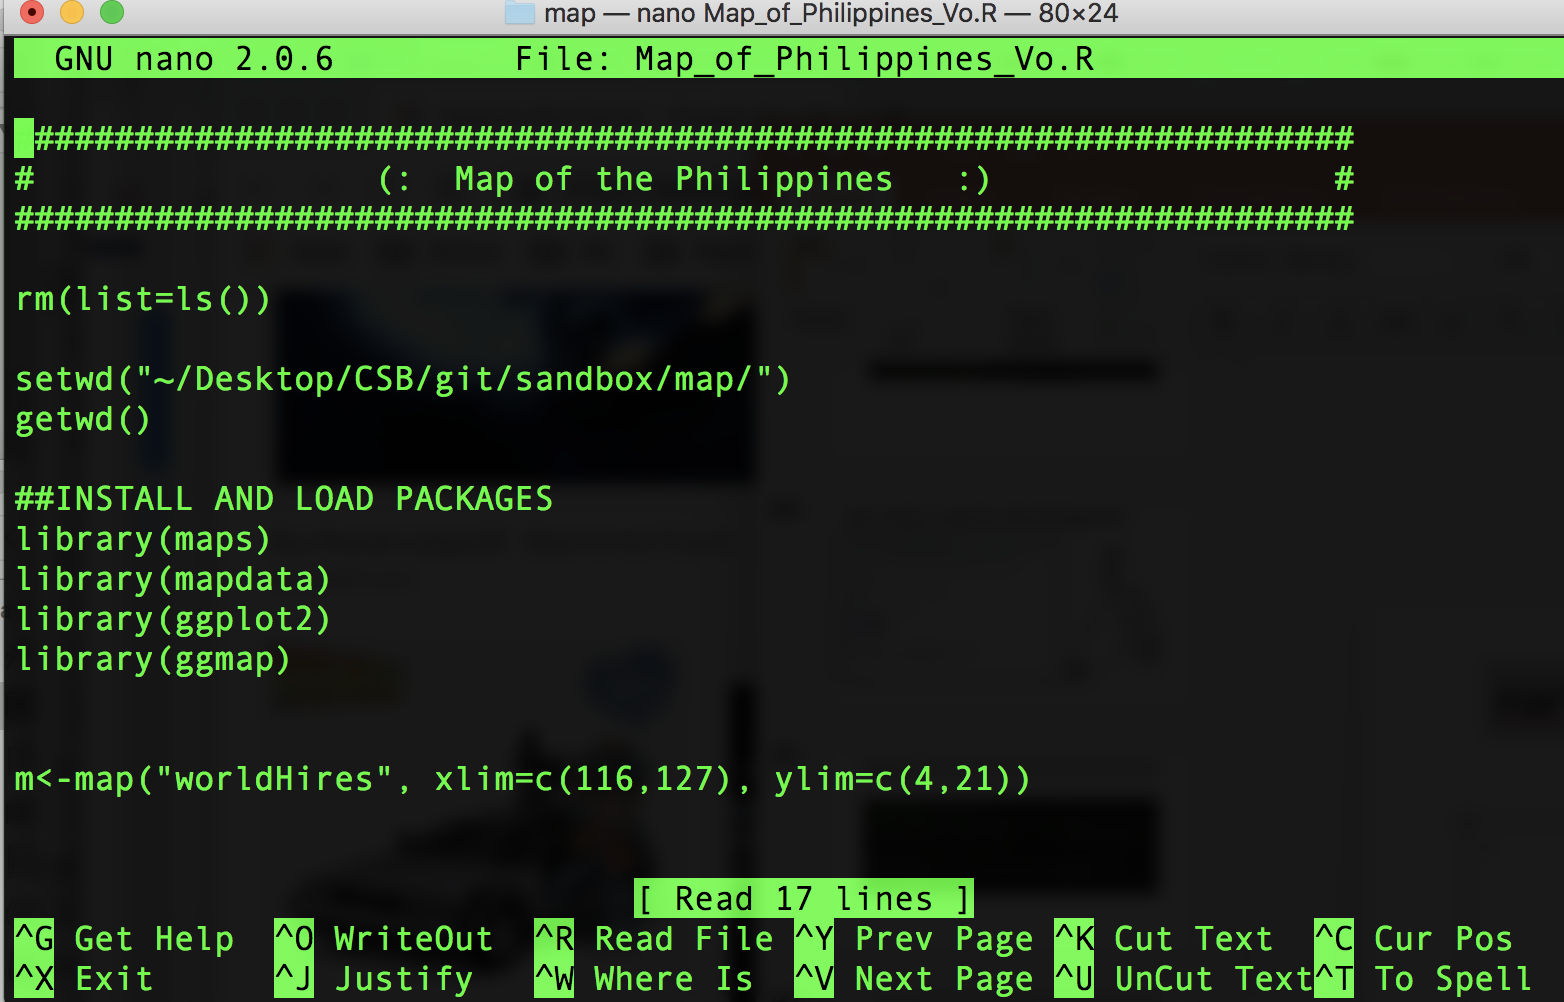 map — nano Map_of_Philippines_Vo.R — 80×24
GNU nano 2.0.6 File: Map_of_Philippines_Vo.R
###################################################################
# (: Map of the Philippines :) #
###################################################################
rm(list=ls())
setwd("~/Desktop/CSB/git/sandbox/map/")
getwd()
##INSTALL AND LOAD PACKAGES
library(maps)
library(mapdata)
library(ggplot2)
library(ggmap)
m<-map("worldHires", xlim=c(116,127), ylim=c(4,21))
[ Read 17 lines ]
^G Get Help ^O WriteOut ^R Read File ^Y Prev Page ^K Cut Text ^C Cur Pos
^X Exit ^J Justify ^W Where Is ^V Next Page ^U UnCut Text ^T To Spell